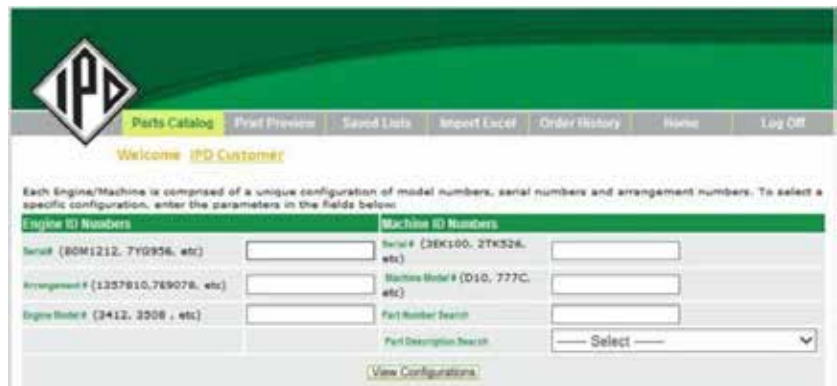 IPD
Parts Catalog Print Preview Saved Lists Import Excel Order History Home Log Off
Welcome IPD Customer
Each Engine/Machine is comprised of a unique configuration of model numbers, serial numbers and arrangement numbers. To select a
specific configuration, enter the parameters in the fields below:
Engine ID Numbers Machine ID Numbers
Serial# (80M1212, 7YG956, etc) Serial# (3EK100, 2TK526,
etc)
Arrangement# (1357810,7E9078, etc) Machine Model# (D10, 777C,
etc)
Engine Model# (3412, 3508 , etc) Part Number Search
Part Description Search ----- Select -----
View Configurations